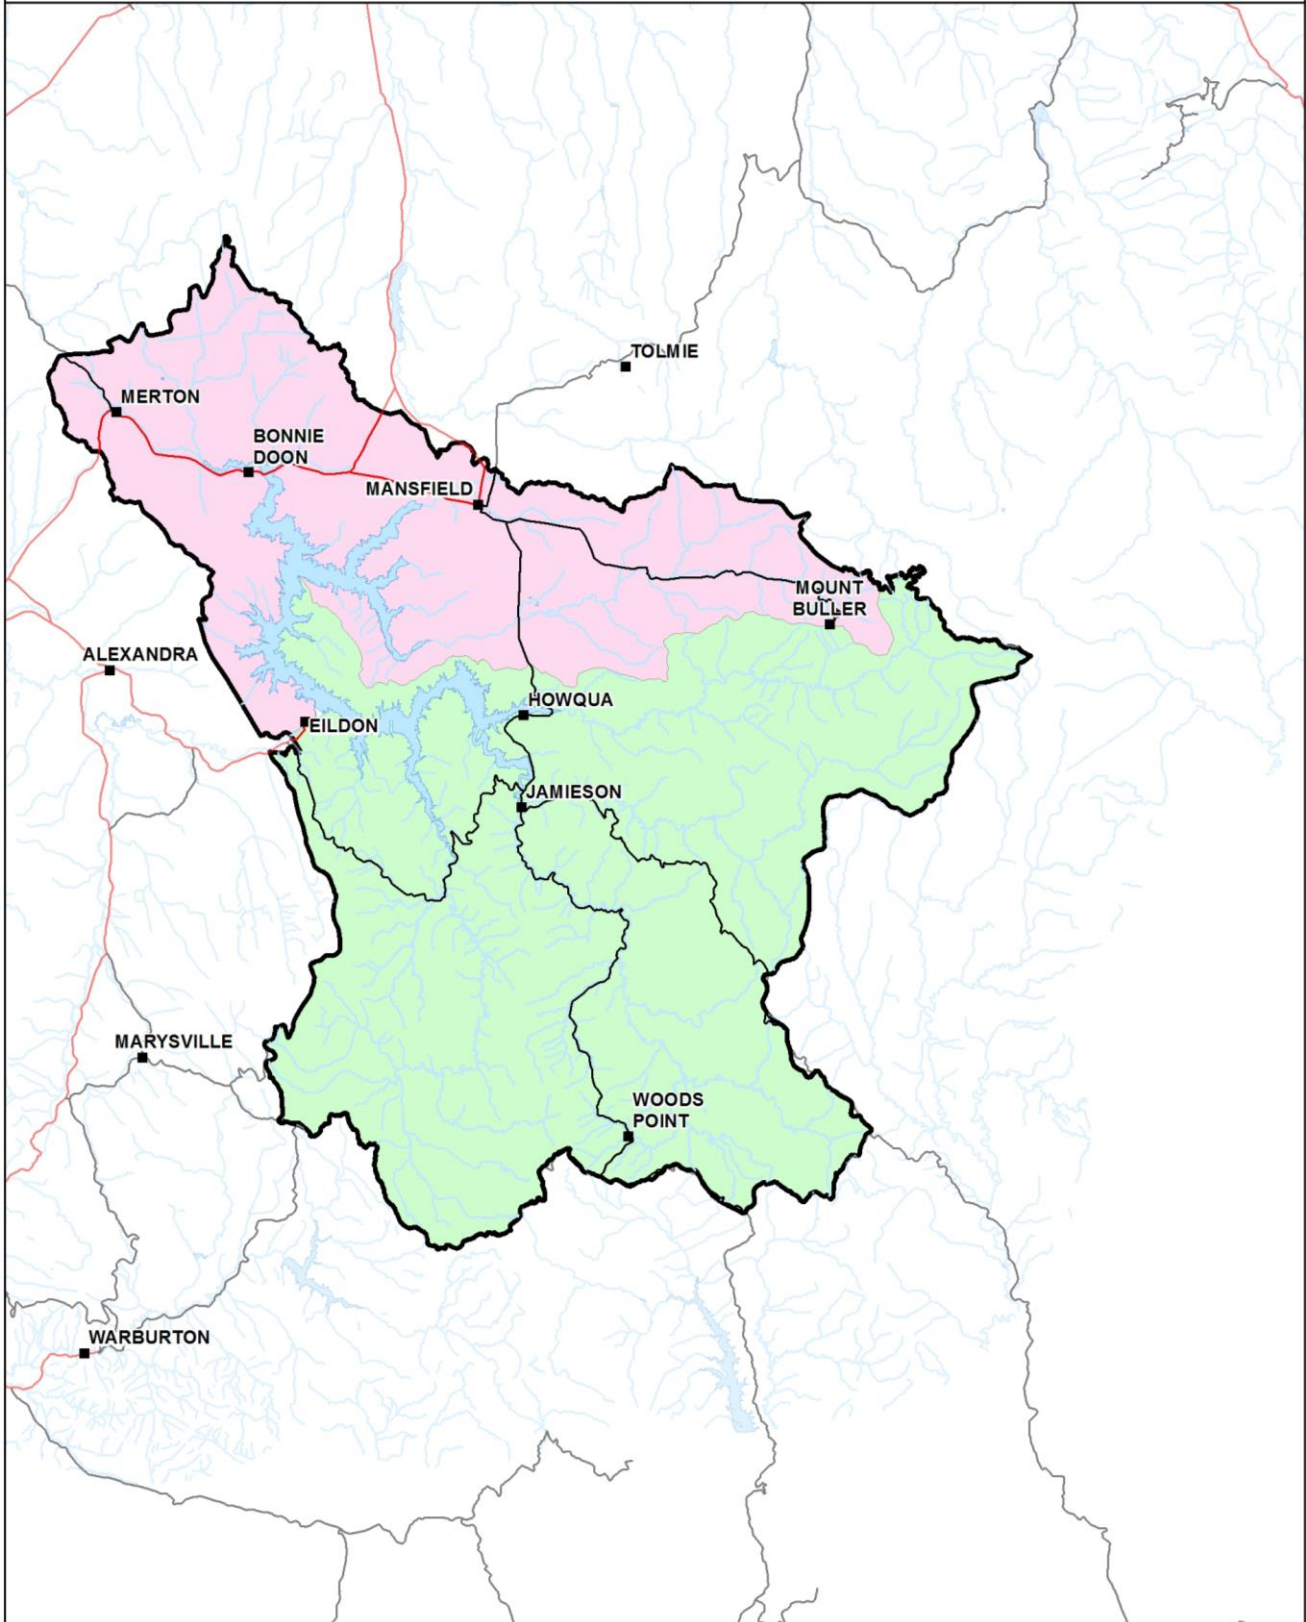 TOLMIE
MERTON
BONNIE
DOON
MANSFIELD
MOUNT
BULLER
ALEXANDRA
HOWQUA
EILDON
JAMIESON
MARYSVILLE
WOODS
POINT
WARBURTON